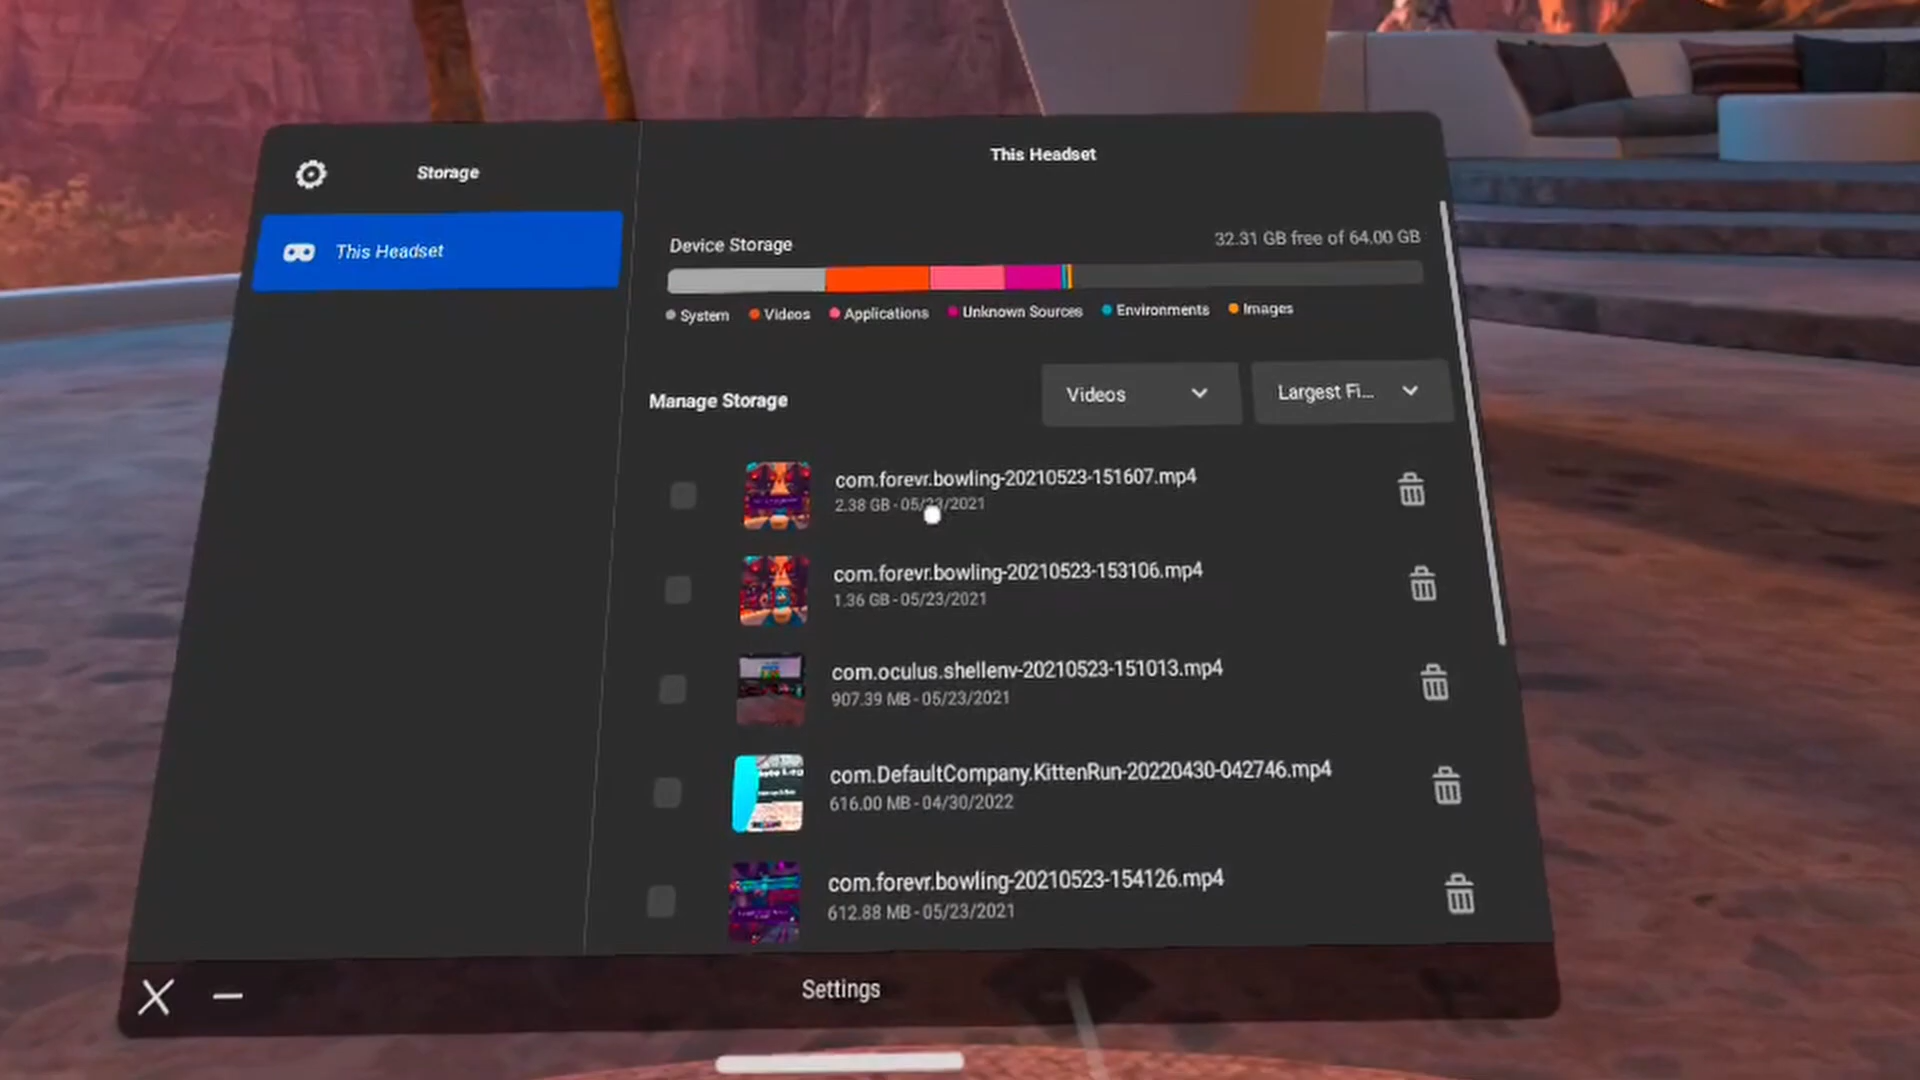 Storage
This Headset
This Headset
Device Storage
32.31 GB free of 64.00 GB
System
Videos
Applications
Unknown Sources
Environments
Images
Manage Storage
Videos
Largest Fi...
com.forevr.bowling-20210523-151607.mp4
2.38 GB - 05/23/2021
com.forevr.bowling-20210523-153106.mp4
1.36 GB - 05/23/2021
com.oculus.shellenv-20210523-151013.mp4
907.39 MB - 05/23/2021
com.DefaultCompany.KittenRun-20220430-042746.mp4
616.00 MB - 04/30/2022
com.forevr.bowling-20210523-154126.mp4
612.88 MB - 05/23/2021
Settings